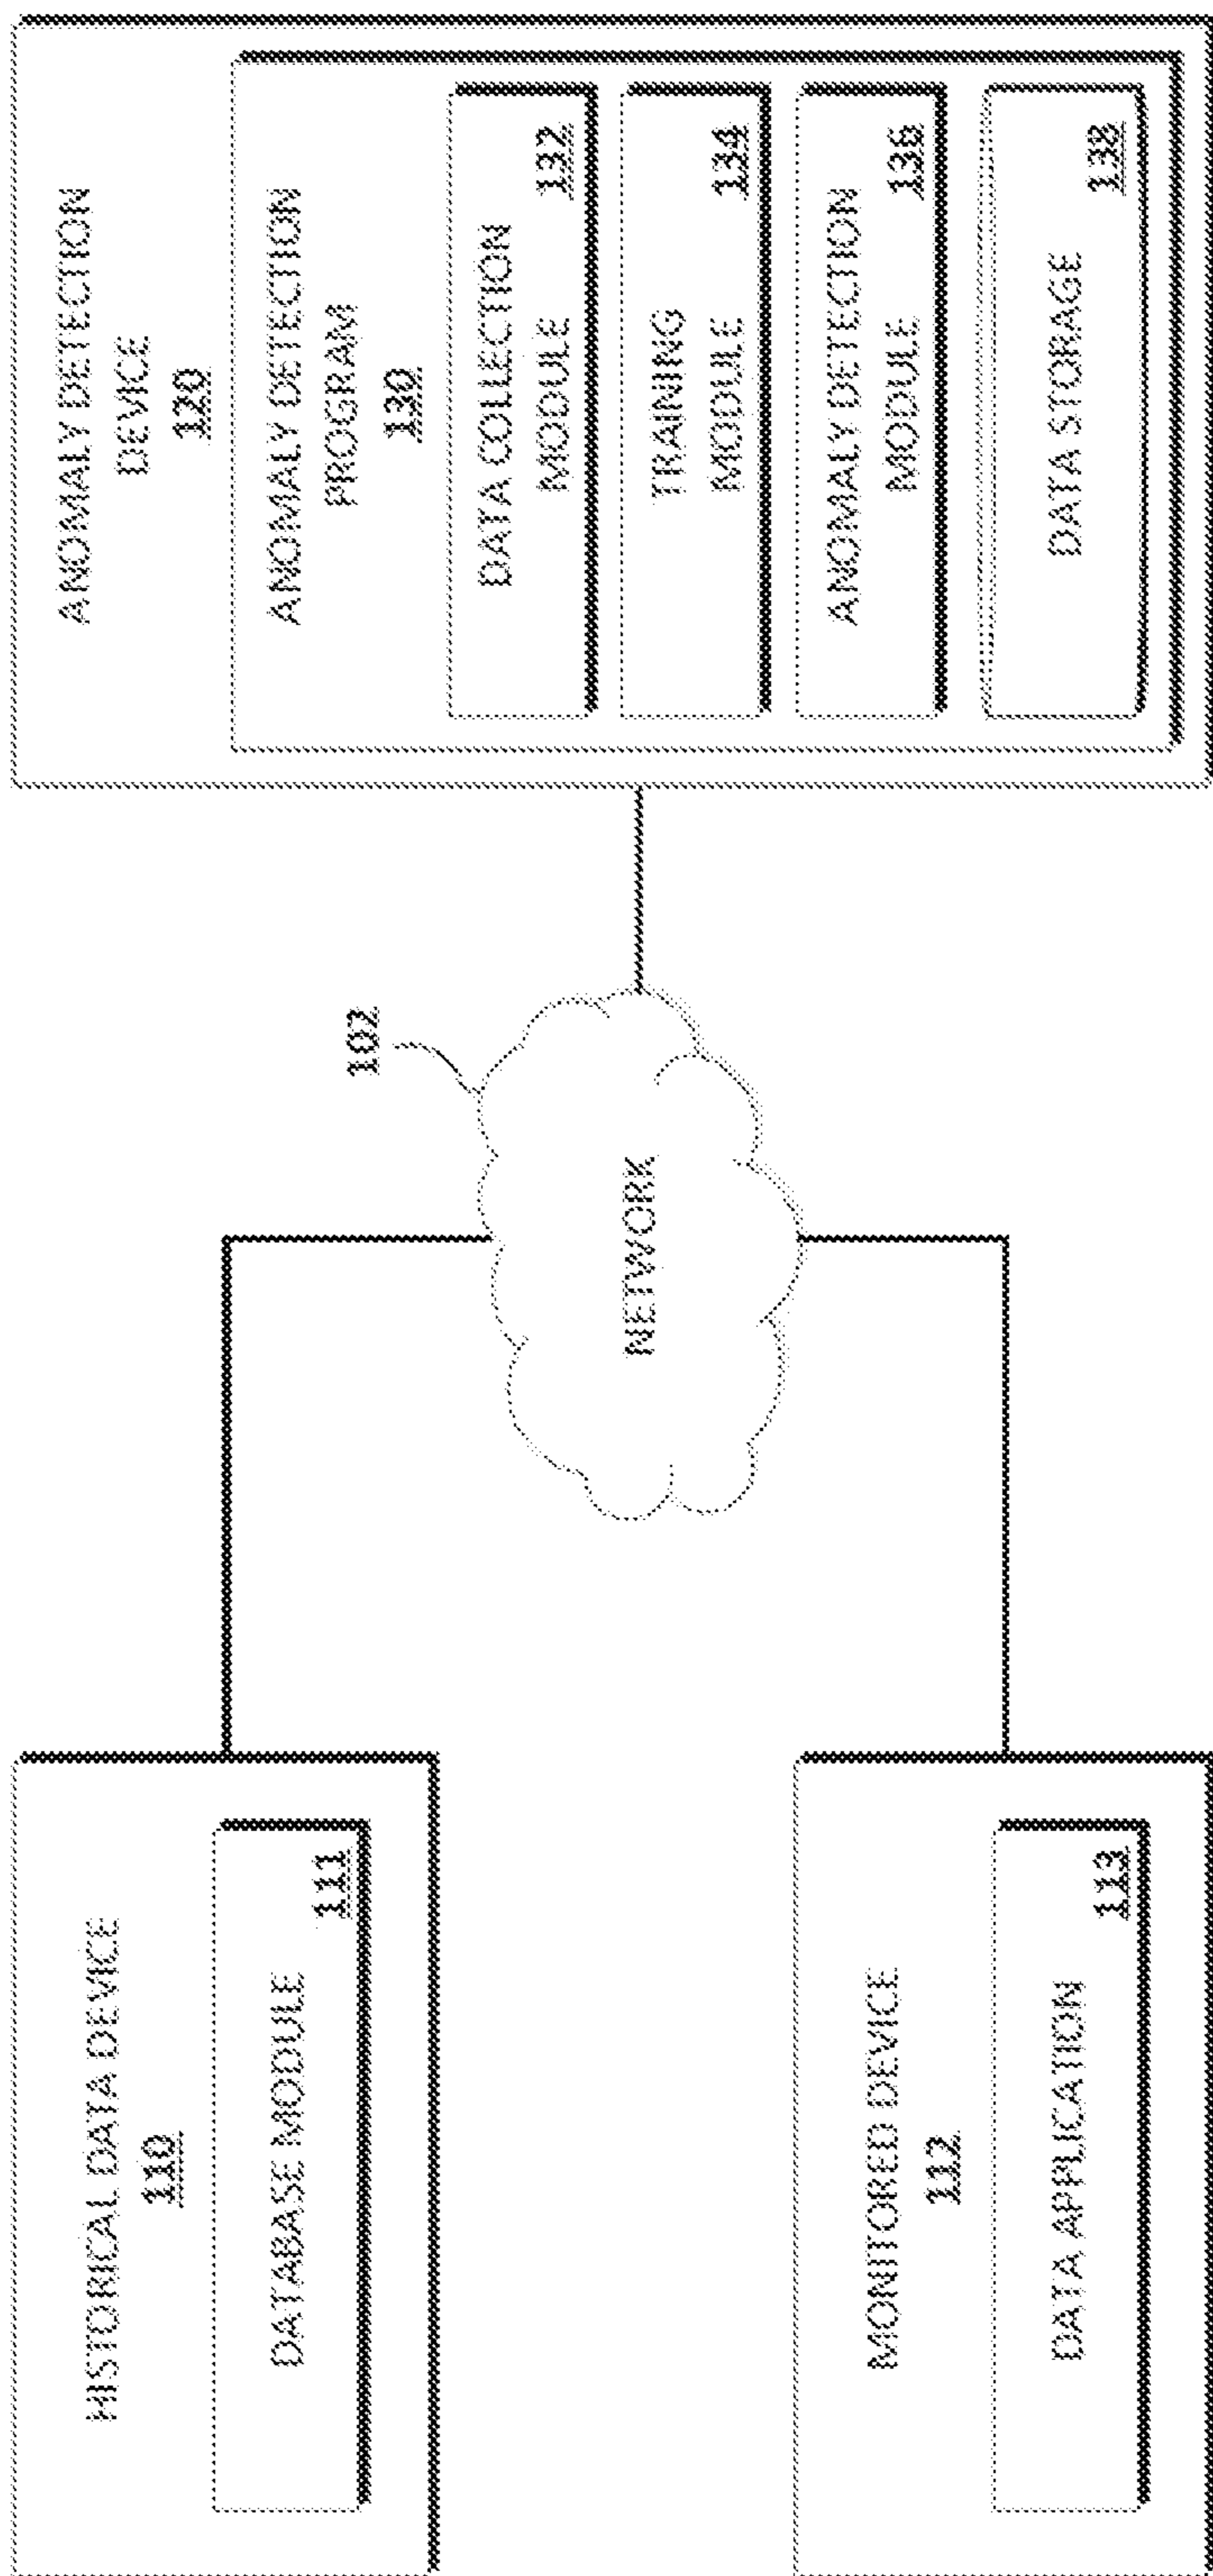 HISTORICAL DATA DEVICE
110
DATABASE MODULE
111
MONITORED DEVICE
112
DATA APPLICATION
113
102
NETWORK
ANOMALY DETECTION
DEVICE
120
ANOMALY DETECTION
PROGRAM
130
DATA COLLECTION
MODULE
132
TRAINING
MODULE
134
ANOMALY DETECTION
MODULE
136
DATA STORAGE
138